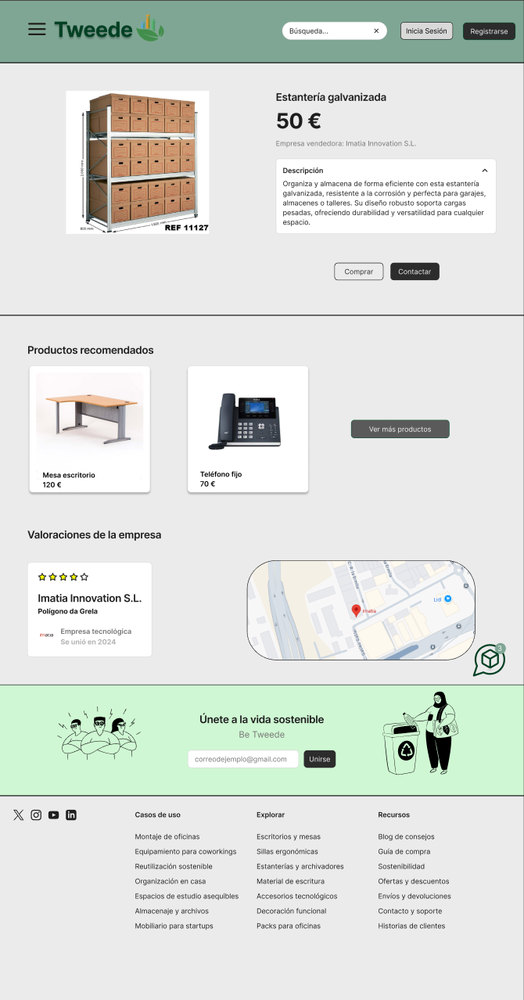 Tweede
Búsqueda...
Inicia Sesión
Registrarse
Estantería galvanizada
50 €
Empresa vendedora: Imatia Innovation S.L.
Descripción
Organiza y almacena de forma eficiente con esta estantería
galvanizada, resistente a la corrosión y perfecta para garajes,
almacenes o talleres. Su diseño robusto soporta cargas
pesadas, ofreciendo durabilidad y versatilidad para cualquier
espacio.
REF 11127
Comprar
Contactar
Productos recomendados
Mesa escritorio
120 €
Teléfono fijo
70 €
Ver más productos
Valoraciones de la empresa
Imatia Innovation S.L.
Polígono da Grela
imatia
Empresa tecnológica
Se unió en 2024
Lidl
Imatia
3
Únete a la vida sostenible
Be Tweede
correodejemplo@gmail.com
Unirse
Casos de uso
Montaje de oficinas
Equipamiento para coworkings
Reutilización sostenible
Organización en casa
Espacios de estudio asequibles
Almacenaje y archivos
Mobiliario para startups
Explorar
Escritorios y mesas
Sillas ergonómicas
Estanterías y archivadores
Material de escritura
Accesorios tecnológicos
Decoración funcional
Packs para oficinas
Recursos
Blog de consejos
Guía de compra
Sostenibilidad
Ofertas y descuentos
Envíos y devoluciones
Contacto y soporte
Historias de clientes